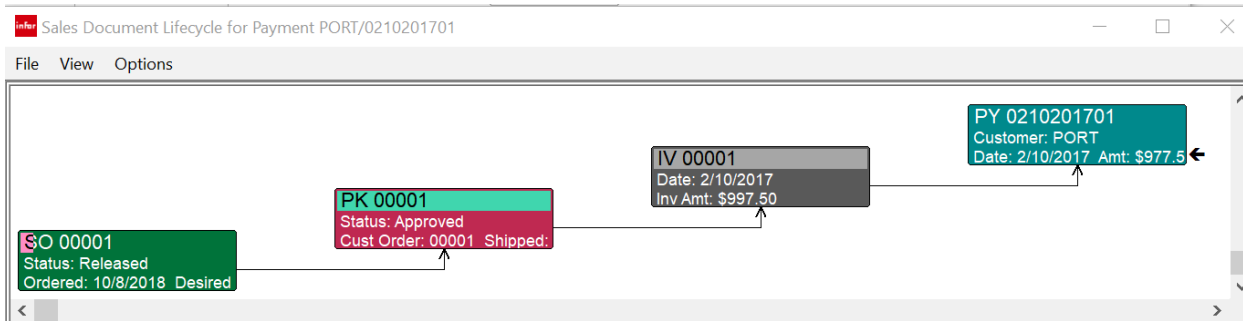 infor Sales Document Lifecycle for Payment PORT/0210201701
File View Options
PY 0210201701
Customer: PORT
Date: 2/10/2017 Amt: $977.5
IV 00001
Date: 2/10/2017
Inv Amt: $997.50
PK 00001
Status: Approved
Cust Order: 00001 Shipped:
SO 00001
Status: Released
Ordered: 10/8/2018 Desired